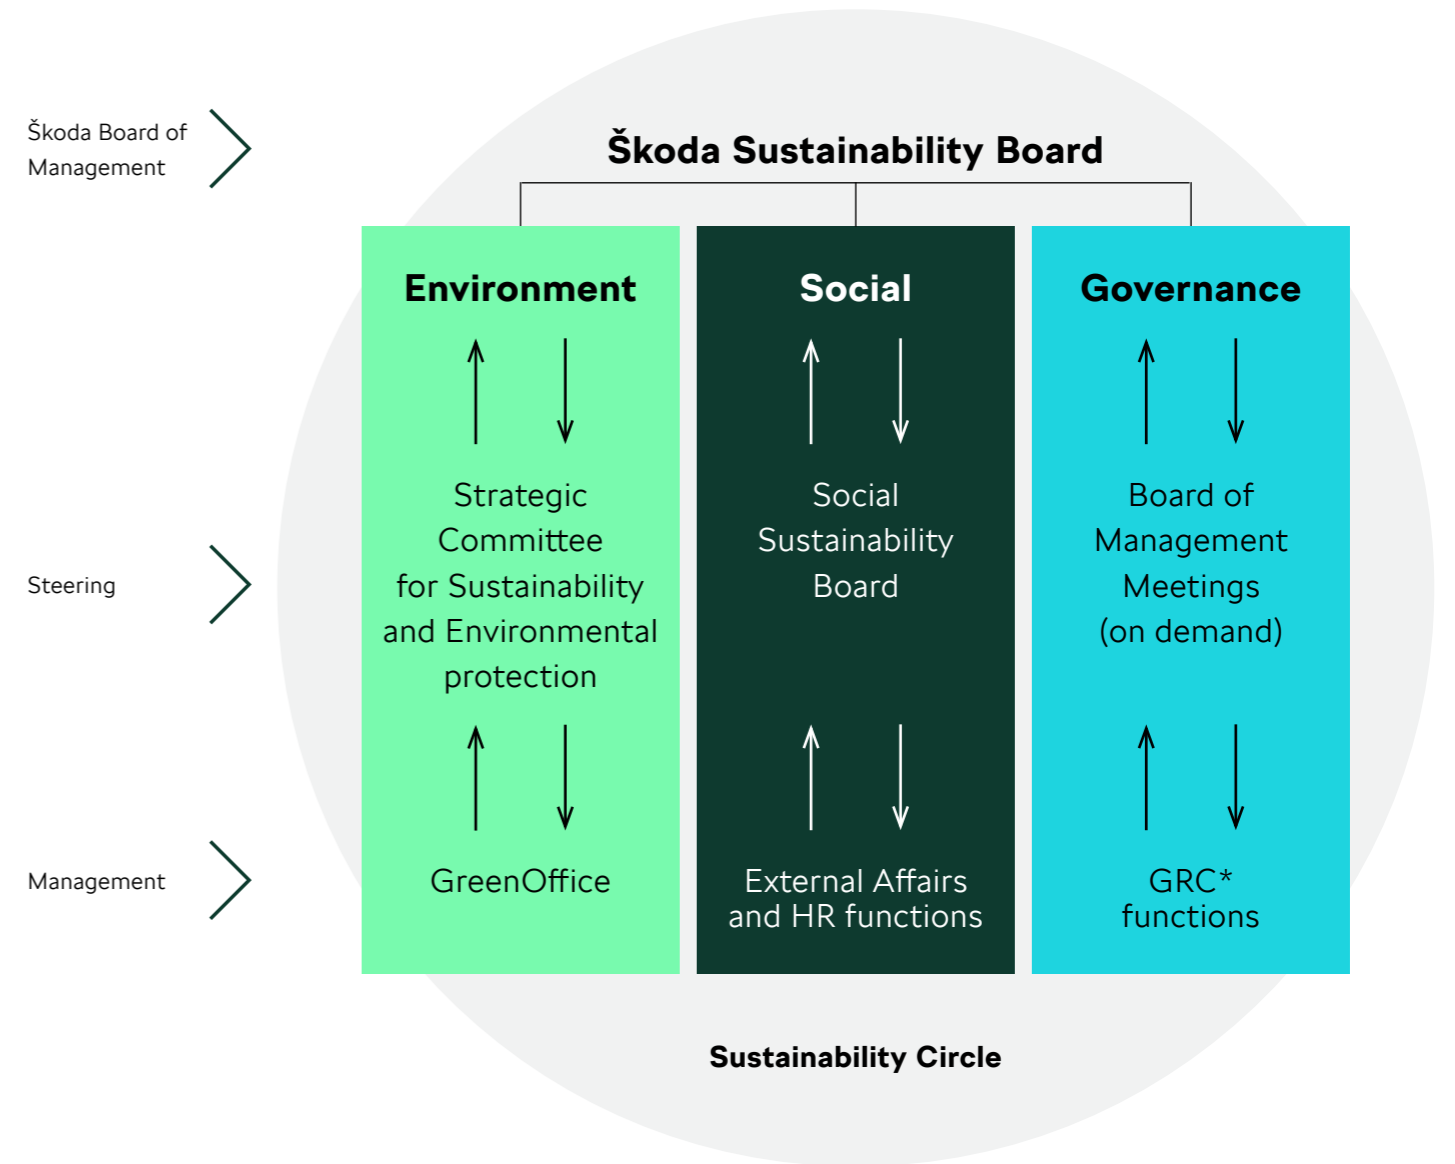 Škoda Board of
Management
Škoda Sustainability Board
Environment
Social
Governance
Steering
Strategic
Committee
for Sustainability
and Environmental
protection
Social
Sustainability
Board
Board of
Management
Meetings
(on demand)
Management
GreenOffice
External Affairs
and HR functions
GRC*
functions
Sustainability Circle